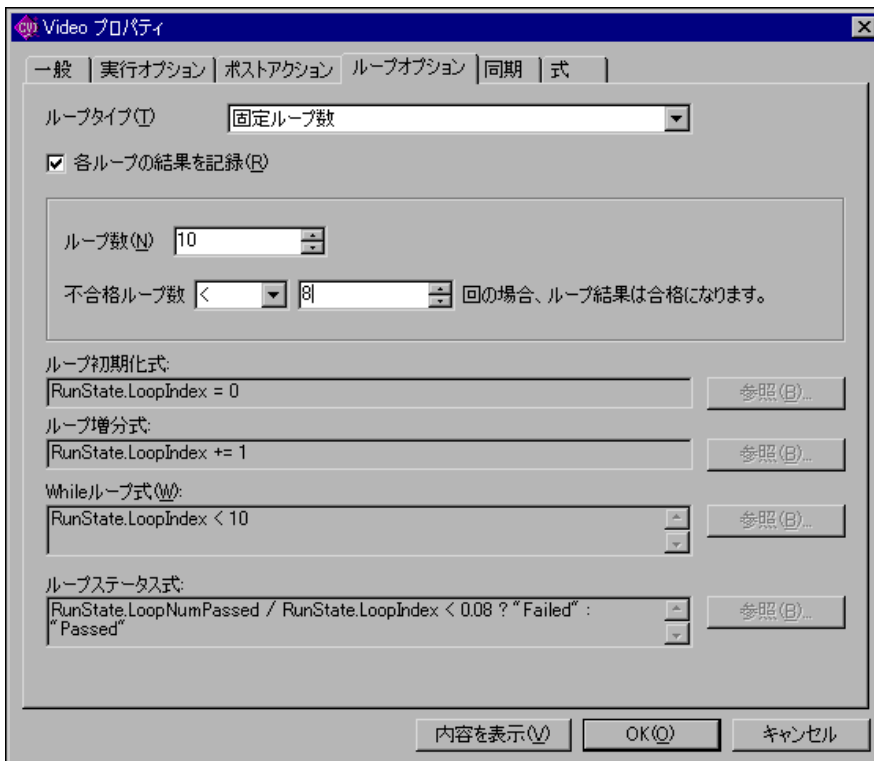 cvi Video プロパティ
一般 実行オプション ポストアクション ループオプション 同期 式
ループタイプ(T) 固定ループ数
各ループの結果を記録(R)
ループ数(N) 10
不合格ループ数 < 8 回の場合、ループ結果は合格になります。
ループ初期化式:
RunState.LoopIndex = 0 参照(B)...
ループ増分式:
RunState.LoopIndex += 1 参照(B)...
Whileループ式(W):
RunState.LoopIndex < 10 参照(B)...
ループステータス式:
RunState.LoopNumPassed / RunState.LoopIndex < 0.08 ? "Failed" : 参照(B)...
"Passed"
内容を表示(V) OK(O) キャンセル